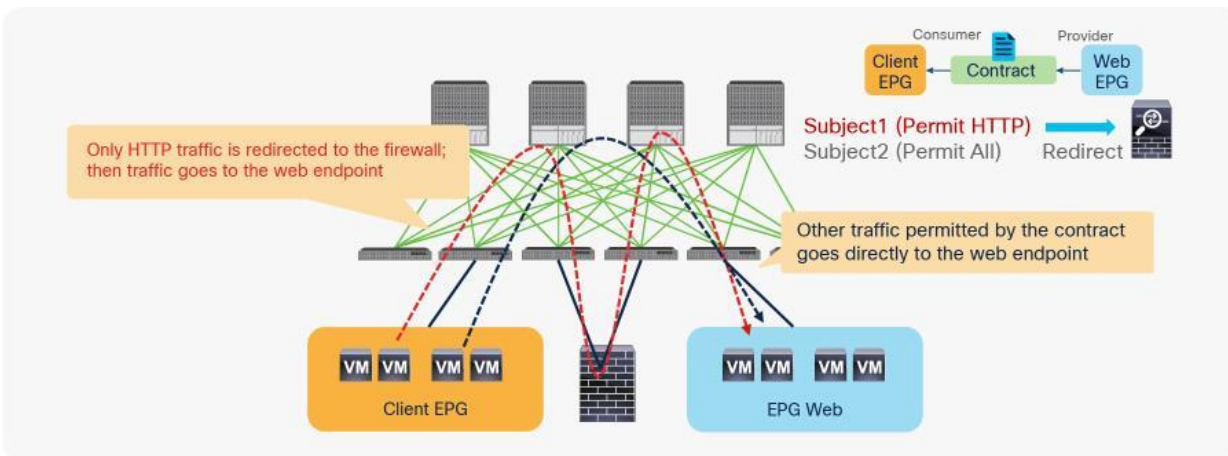 Consumer
Provider
Client
EPG
Contract
Web
EPG
Subject1 (Permit HTTP)
Subject2 (Permit All)
Redirect
Only HTTP traffic is redirected to the firewall;
then traffic goes to the web endpoint
Other traffic permitted by the contract
goes directly to the web endpoint
VM VM VM VM
Client EPG
VM VM VM VM
EPG Web